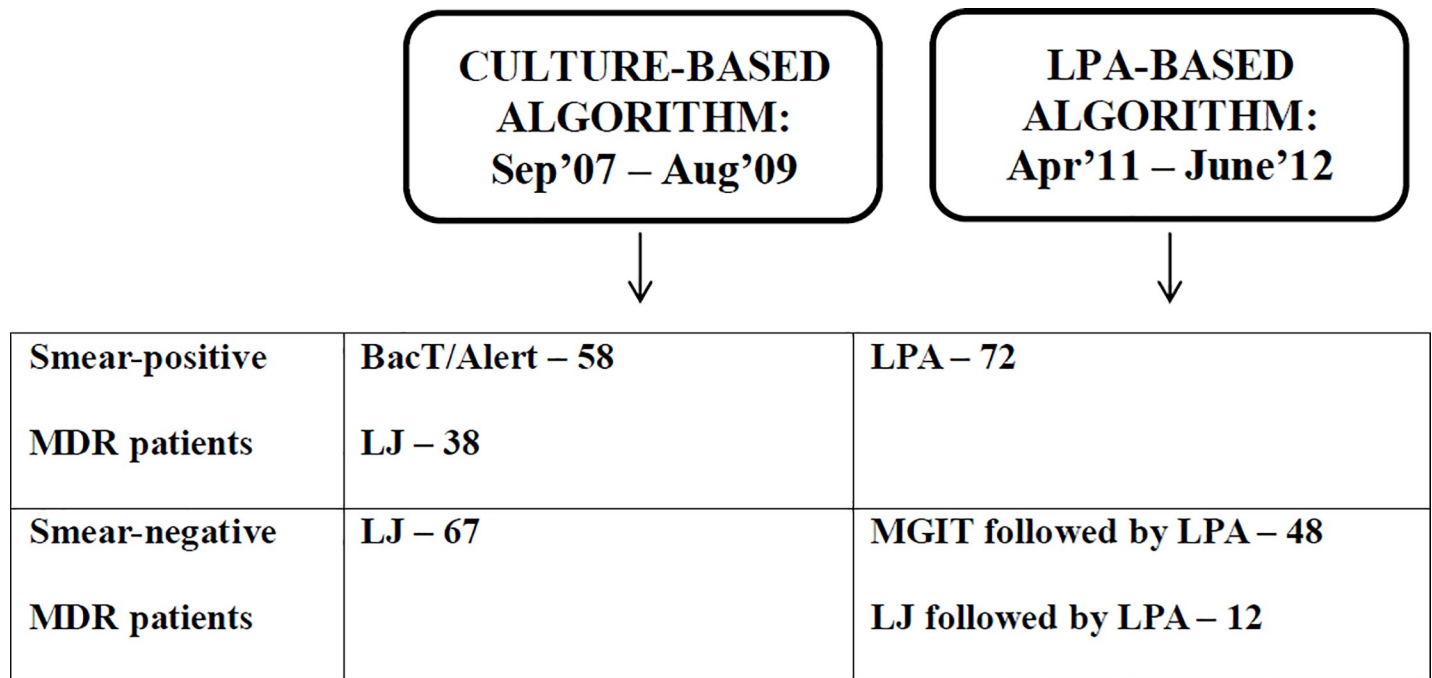 CULTURE-BASED
ALGORITHM:
Sep’07 – Aug’09
LPA-BASED
ALGORITHM:
Apr’11 – June’12
Smear-positive
MDR patients
BacT/Alert – 58
LJ – 38
LPA – 72
Smear-negative
MDR patients
LJ – 67
MGIT followed by LPA – 48
LJ followed by LPA – 12